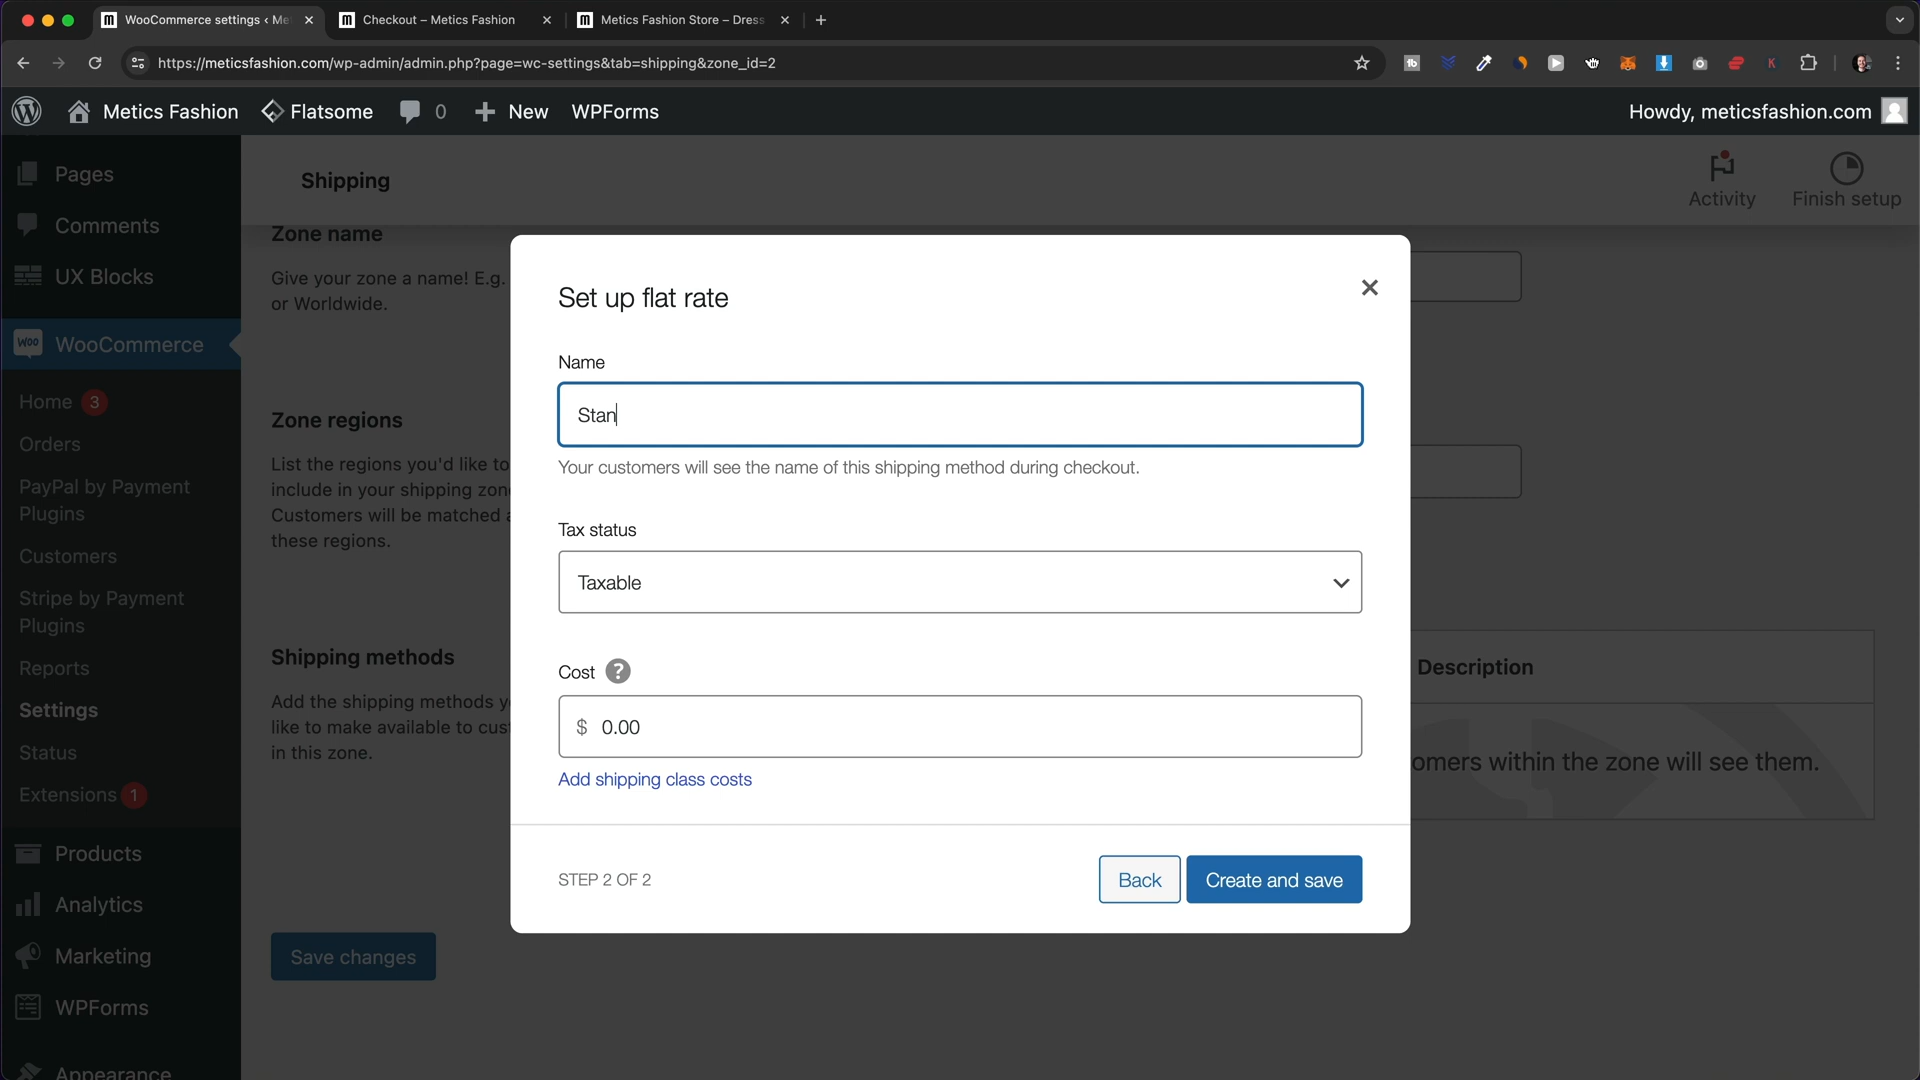 WooCommerce settings ‹ Me
Checkout – Metics Fashion
Metics Fashion Store – Dress
https://meticsfashion.com/wp-admin/admin.php?page=wc-settings&tab=shipping&zone_id=2
Metics Fashion
Flatsome
0
New
WPForms
Howdy, meticsfashion.com
Pages
Comments
UX Blocks
WOO
WooCommerce
Home 3
Orders
PayPal by Payment
Plugins
Customers
Stripe by Payment
Plugins
Reports
Settings
Status
Extensions 1
Products
Analytics
Marketing
WPForms
Appearance
Shipping
Activity
Finish setup
Zone name
Give your zone a name! E.g.
or Worldwide.
Zone regions
List the regions you'd like to
include in your shipping zon
Customers will be matched a
these regions.
Shipping methods
Add the shipping methods y
like to make available to cus
in this zone.
Description
omers within the zone will see them.
Save changes
Set up flat rate
Name
Stan
Your customers will see the name of this shipping method during checkout.
Tax status
Taxable
Cost ?
$ 0.00
Add shipping class costs
STEP 2 OF 2
Back
Create and save